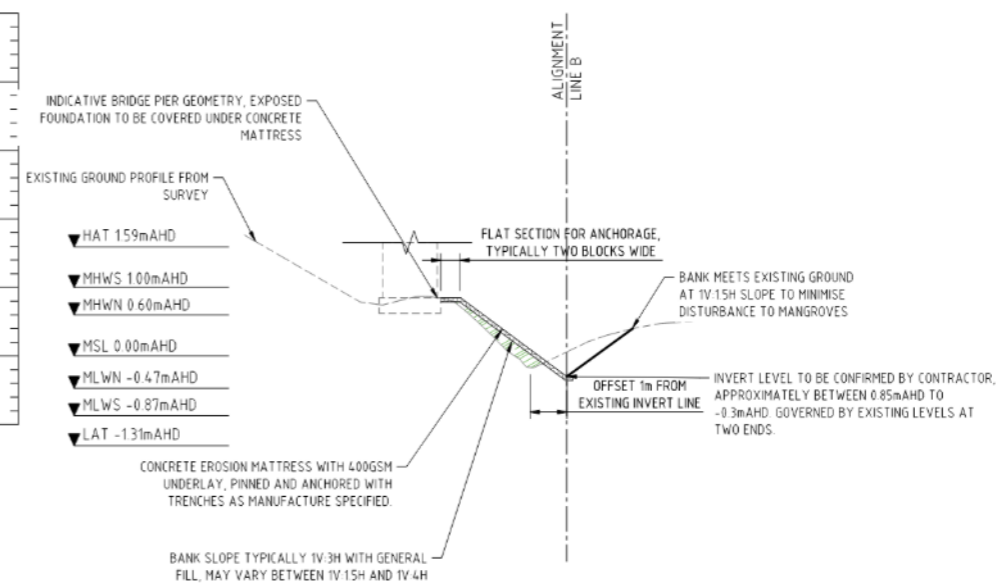 ALIGNMENT
LINE B
INDICATIVE BRIDGE PIER GEOMETRY, EXPOSED
FOUNDATION TO BE COVERED UNDER CONCRETE
MATTRESS
EXISTING GROUND PROFILE FROM
SURVEY
HAT 1.59mAHD
MHWS 1.00mAHD
MHWN 0.60mAHD
MSL 0.00mAHD
MLWN -0.47mAHD
MLWS -0.87mAHD
LAT -1.31mAHD
FLAT SECTION FOR ANCHORAGE,
TYPICALLY TWO BLOCKS WIDE
BANK MEETS EXISTING GROUND
AT 1V:1.5H SLOPE TO MINIMISE
DISTURBANCE TO MANGROVES
OFFSET 1m FROM
EXISTING INVERT LINE
INVERT LEVEL TO BE CONFIRMED BY CONTRACTOR,
APPROXIMATELY BETWEEN 0.85mAHD TO
-0.3mAHD. GOVERNED BY EXISTING LEVELS AT
TWO ENDS.
CONCRETE EROSION MATTRESS WITH 400GSM
UNDERLAY, PINNED AND ANCHORED WITH
TRENCHES AS MANUFACTURE SPECIFIED.
BANK SLOPE TYPICALLY 1V:3H WITH GENERAL
FILL, MAY VARY BETWEEN 1V:1.5H AND 1V:4H